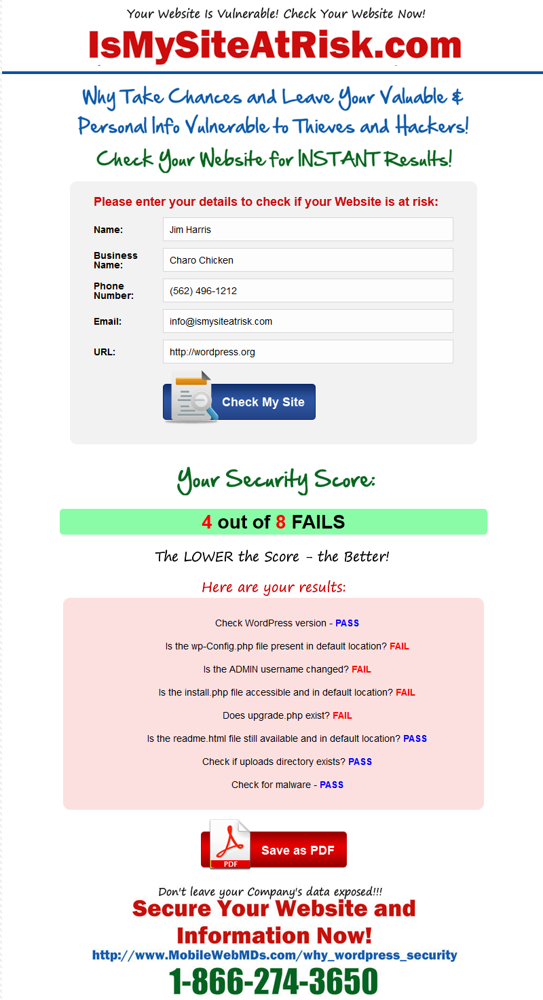 Your Website Is Vulnerable! Check Your Website Now!
IsMySiteAtRisk.com
Why Take Chances and Leave Your Valuable &
Personal Info Vulnerable to Thieves and Hackers!
Check Your Website for INSTANT Results!
Please enter your details to check if your Website is at risk:
Name:
Jim Harris
Business
Name:
Charo Chicken
Phone
Number:
(562) 496-1212
Email:
info@ismysiteatrisk.com
URL:
http://wordpress.org
Check My Site
Your Security Score:
4 out of 8 FAILS
The LOWER the Score - the Better!
Here are your results:
Check WordPress version - PASS
Is the wp-Config.php file present in default location? FAIL
Is the ADMIN username changed? FAIL
Is the install.php file accessible and in default location? FAIL
Does upgrade.php exist? FAIL
Is the readme.html file still available and in default location? PASS
Check if uploads directory exists? PASS
Check for malware - PASS
PDF
Save as PDF
Don't leave your Company's data exposed!!!
Secure Your Website and
Information Now!
http://www.MobileWebMDs.com/why_wordpress_security
1-866-274-3650